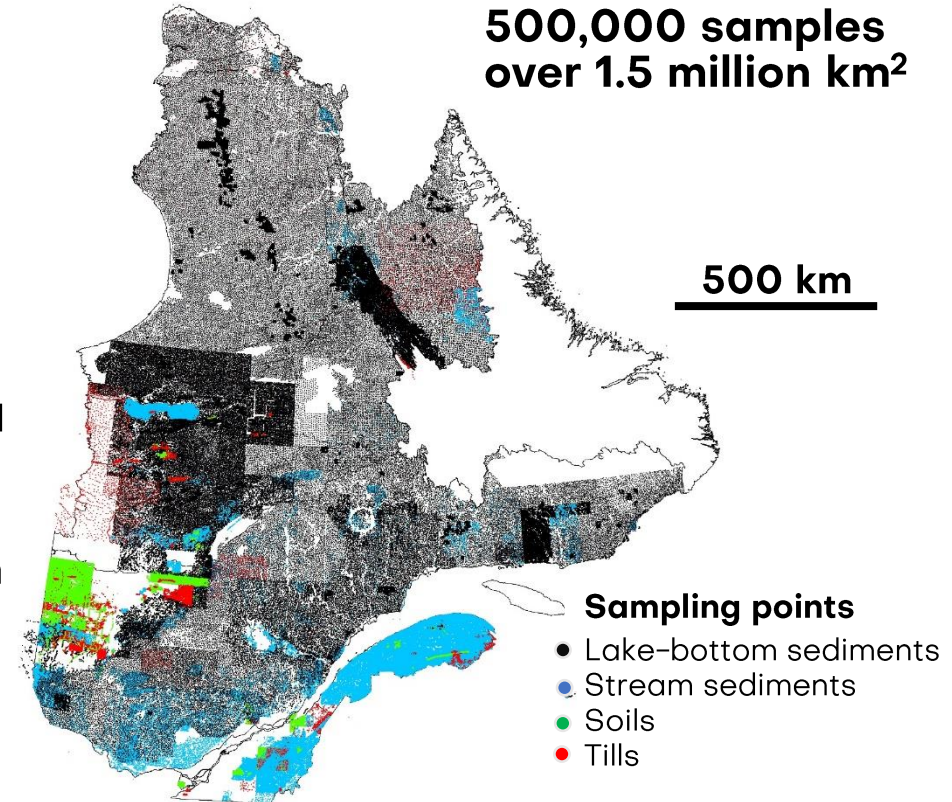 500,000 samples
over 1.5 million km²
500 km
Sampling points
Lake-bottom sediments
Stream sediments
Soils
Tills